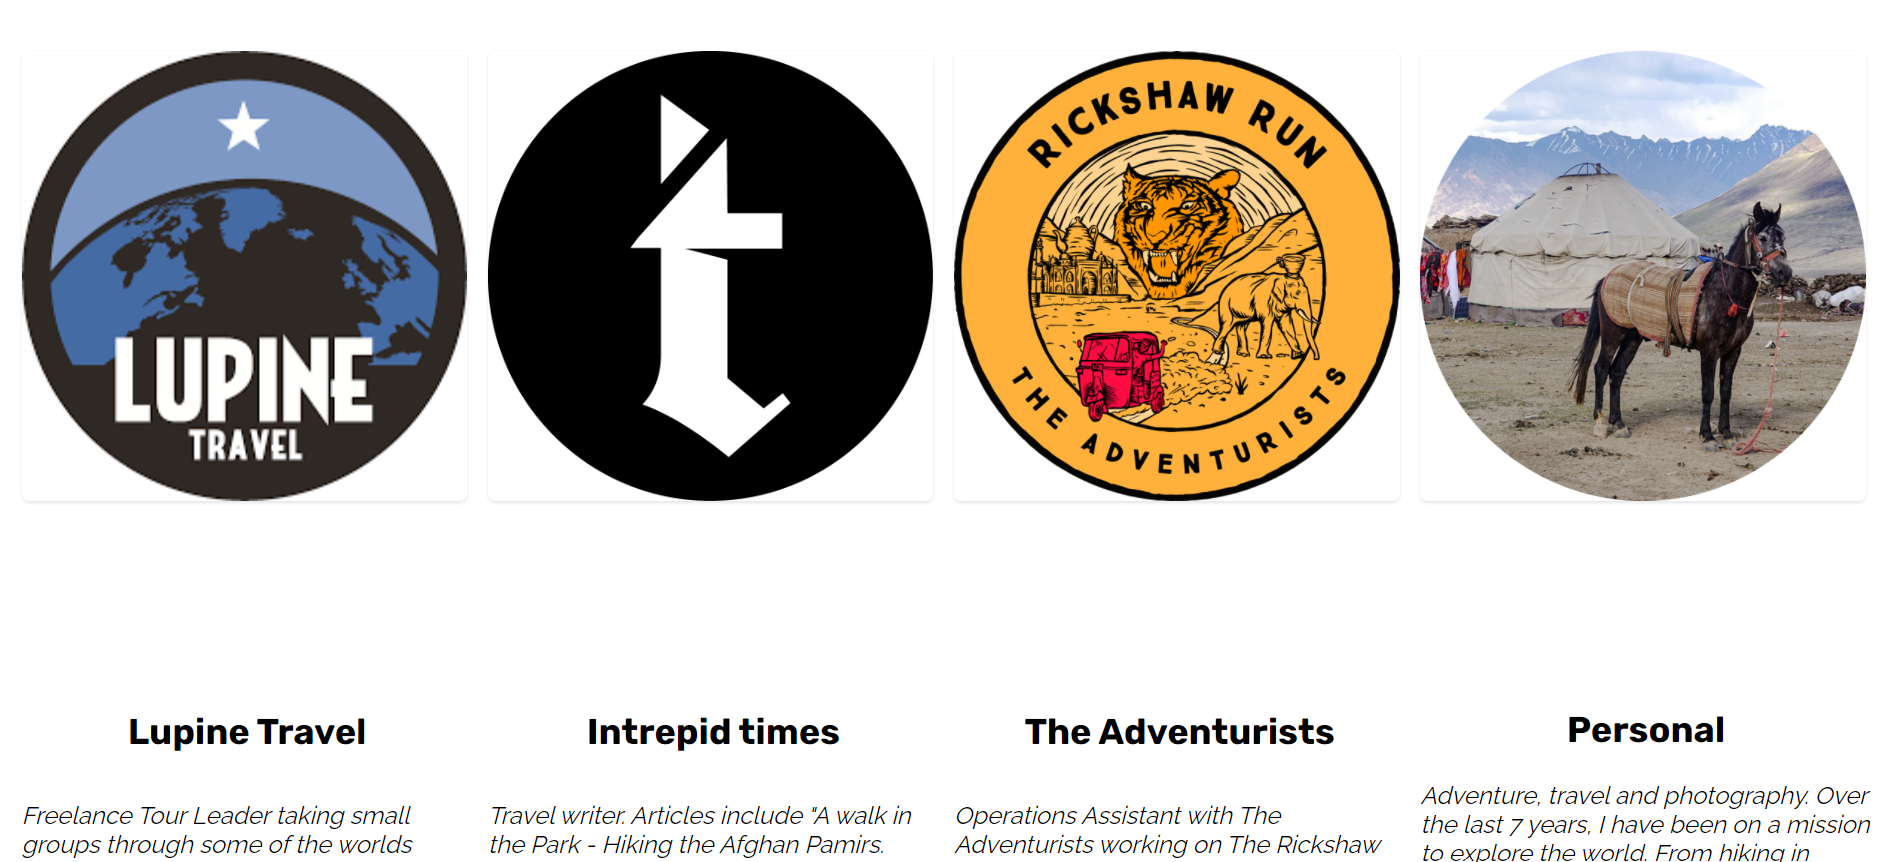 LUPINE
TRAVEL
RICKSHAW RUN
THE ADVENTURISTS
Lupine Travel
Freelance Tour Leader taking small
groups through some of the worlds
Intrepid times
Travel writer. Articles include "A walk in
the Park - Hiking the Afghan Pamirs.
The Adventurists
Operations Assistant with The
Adventurists working on The Rickshaw
Personal
Adventure, travel and photography. Over
the last 7 years, I have been on a mission
to explore the world. From hiking in